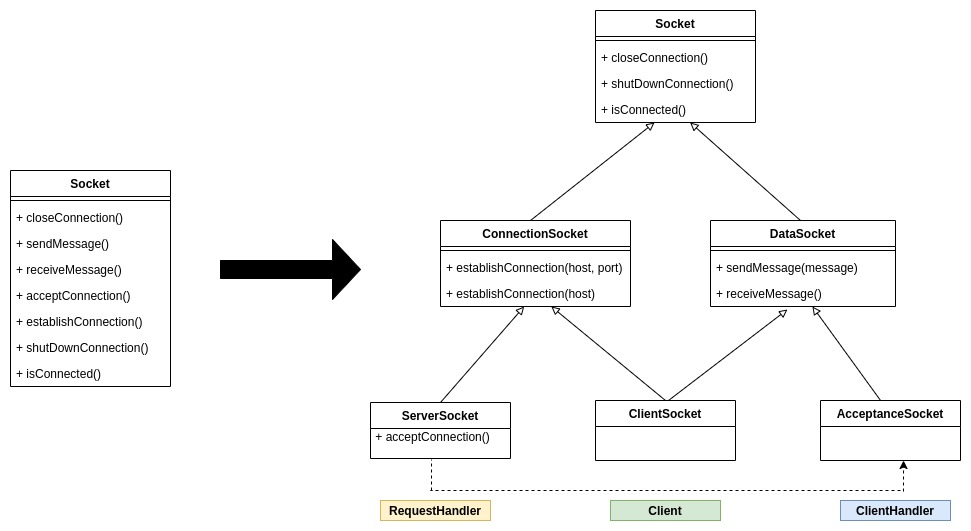 Socket
+ closeConnection()
+ sendMessage()
+ receiveMessage()
+ acceptConnection()
+ establishConnection()
+ shutDownConnection()
+ isConnected()
Socket
+ closeConnection()
+ shutDownConnection()
+ isConnected()
ConnectionSocket
+ establishConnection(host, port)
+ establishConnection(host)
DataSocket
+ sendMessage(message)
+ receiveMessage()
ServerSocket
+ acceptConnection()
ClientSocket
AcceptanceSocket
RequestHandler
Client
ClientHandler